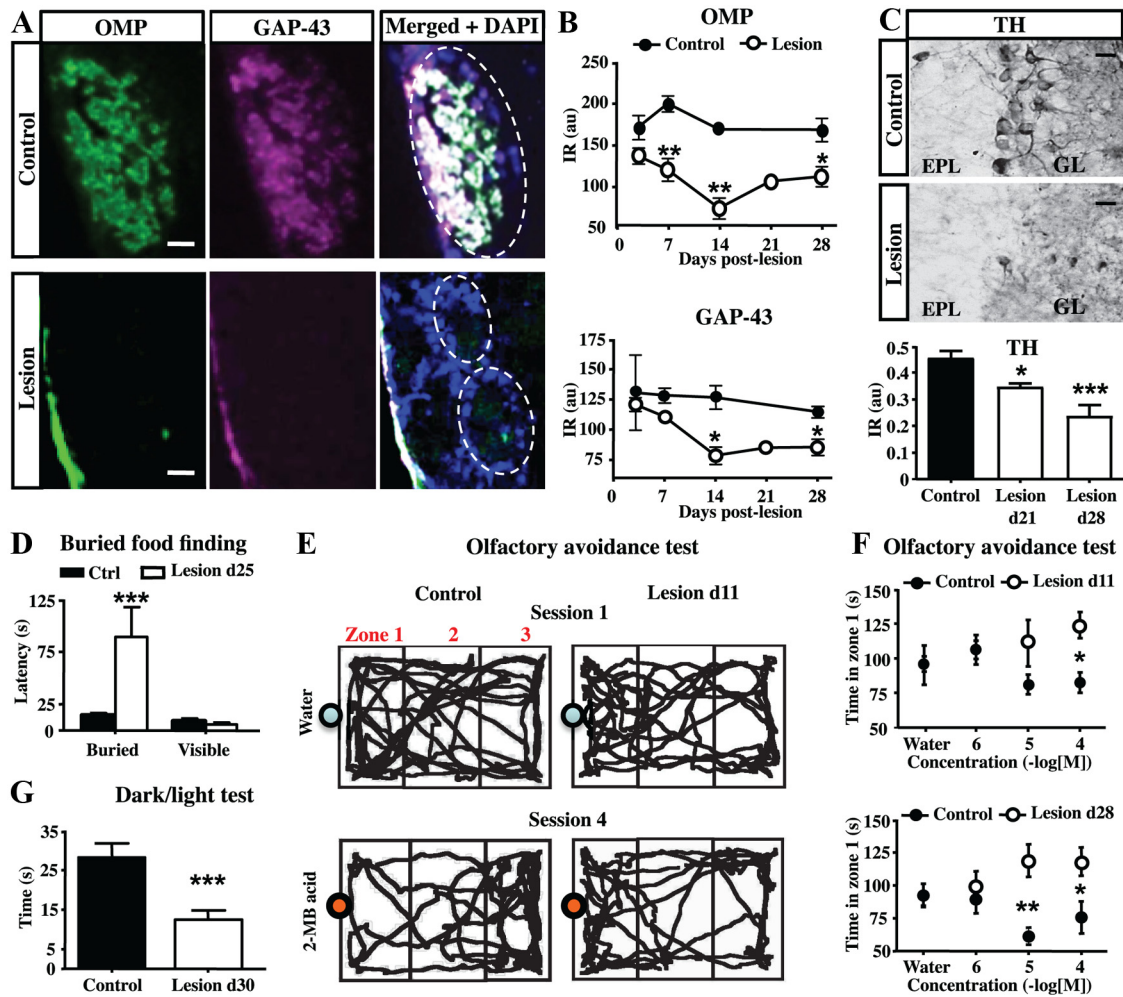 A
OMP
GAP-43
Merged + DAPI
Control
Lesion
B
OMP
Control
Lesion
IR (au)
250
200
150
100
50
**
**
*
0
7
14
21
28
Days post-lesion
GAP-43
IR (au)
175
150
125
100
75
*
*
0
7
14
21
28
Days post-lesion
C
TH
Control
EPL
GL
Lesion
EPL
GL
TH
IR (au)
0.5
0.4
0.3
0.2
0.1
0
*
***
Control
Lesion
d21
Lesion
d28
D
Buried food finding
Ctrl
Lesion d25
Latency (s)
125
75
25
0
***
Buried
Visible
E
Olfactory avoidance test
Control
Lesion d11
Session 1
Zone 1
2
3
Water
Session 4
2-MB acid
F
Olfactory avoidance test
Control
Lesion d11
Time in zone 1 (s)
150
125
100
75
50
*
Water
6
5
4
Concentration (-log[M])
Control
Lesion d28
Time in zone 1 (s)
150
125
100
75
50
**
*
Water
6
5
4
Concentration (-log[M])
G
Dark/light test
Time (s)
35
25
15
5
0
***
Control
Lesion d30